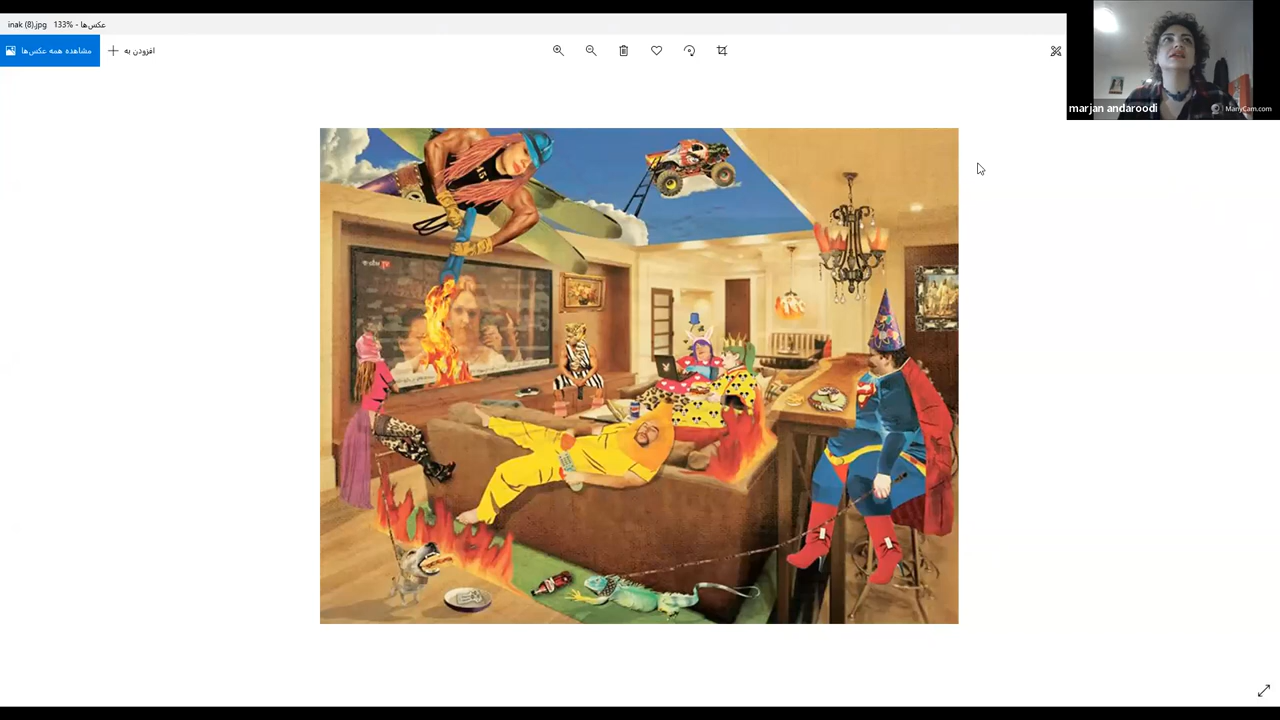 inak (8).jpg
عکس‌ها - 133%
مشاهده همه عکس‌ها
افزودن به
marjan andaroodi
ManyCam.com